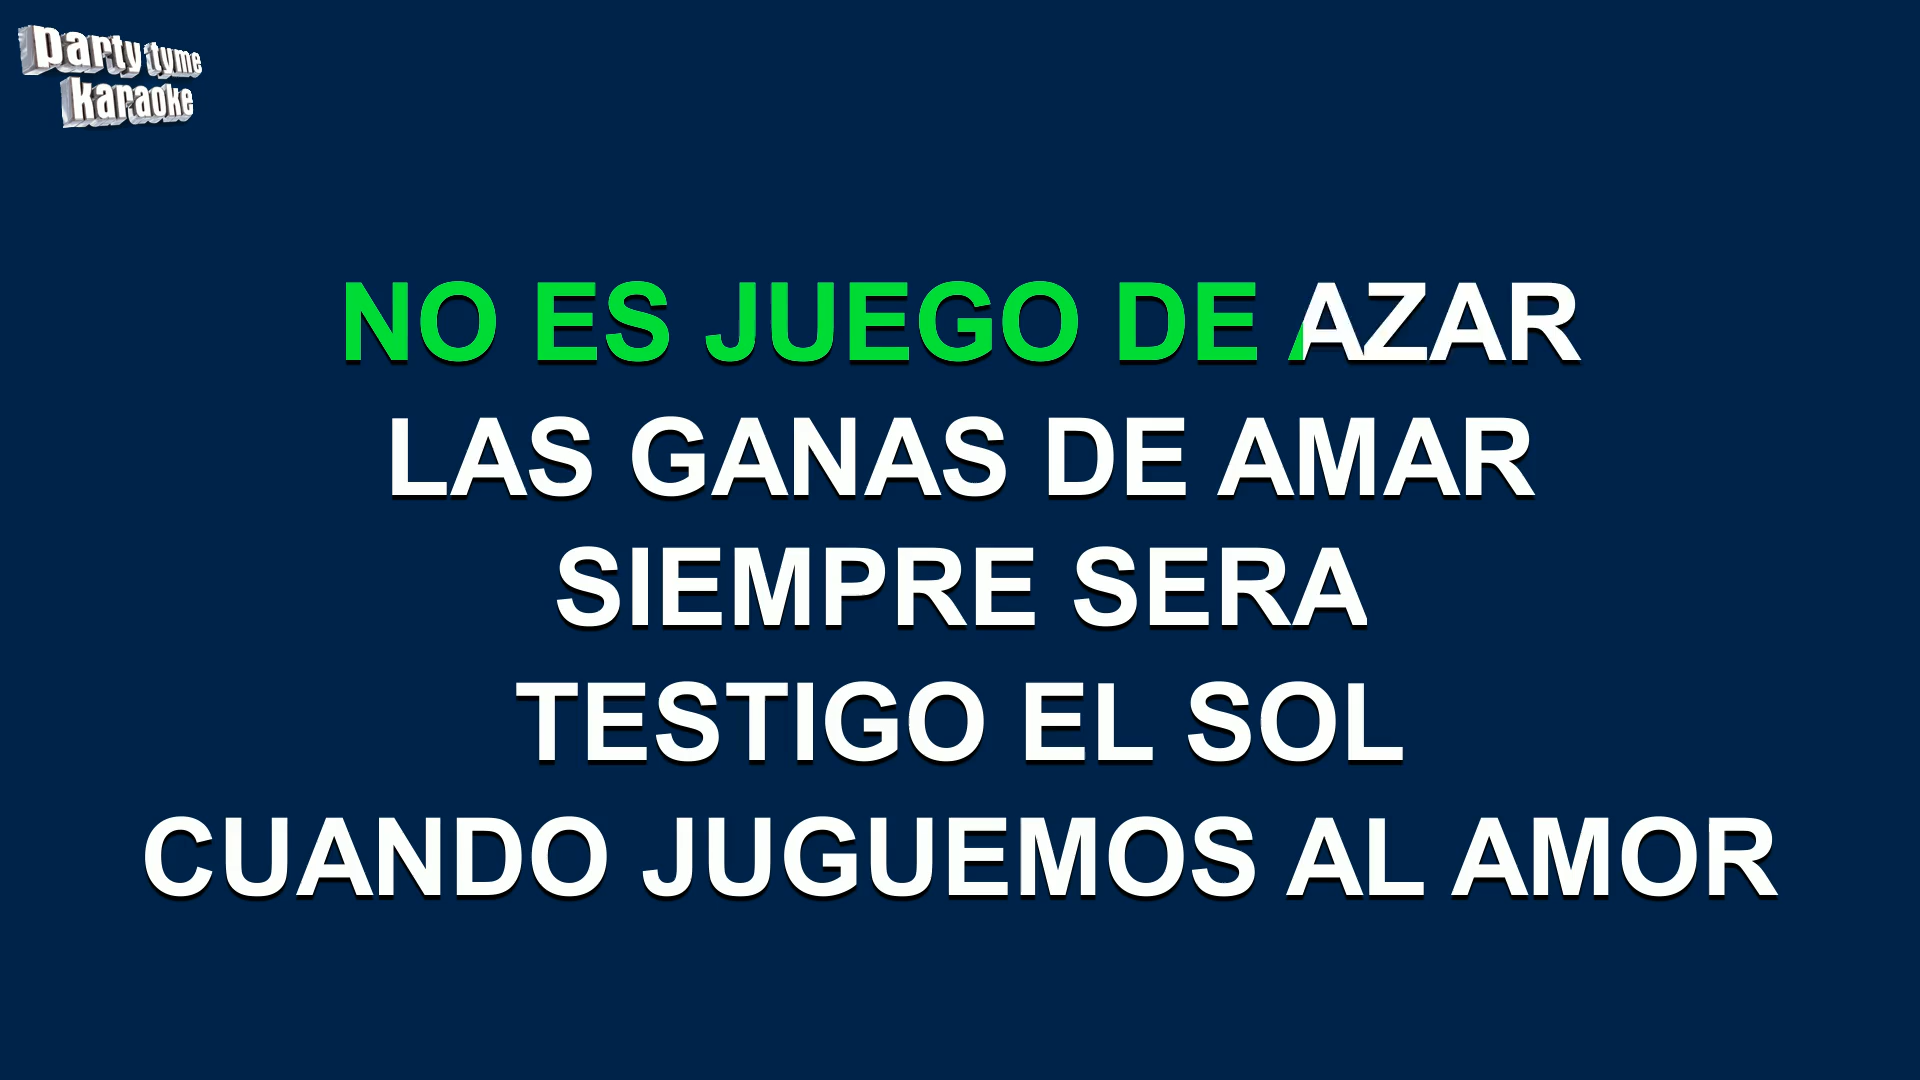 party tyme
karaoke
NO ES JUEGO DE AZAR
LAS GANAS DE AMAR
SIEMPRE SERA
TESTIGO EL SOL
CUANDO JUGUEMOS AL AMOR